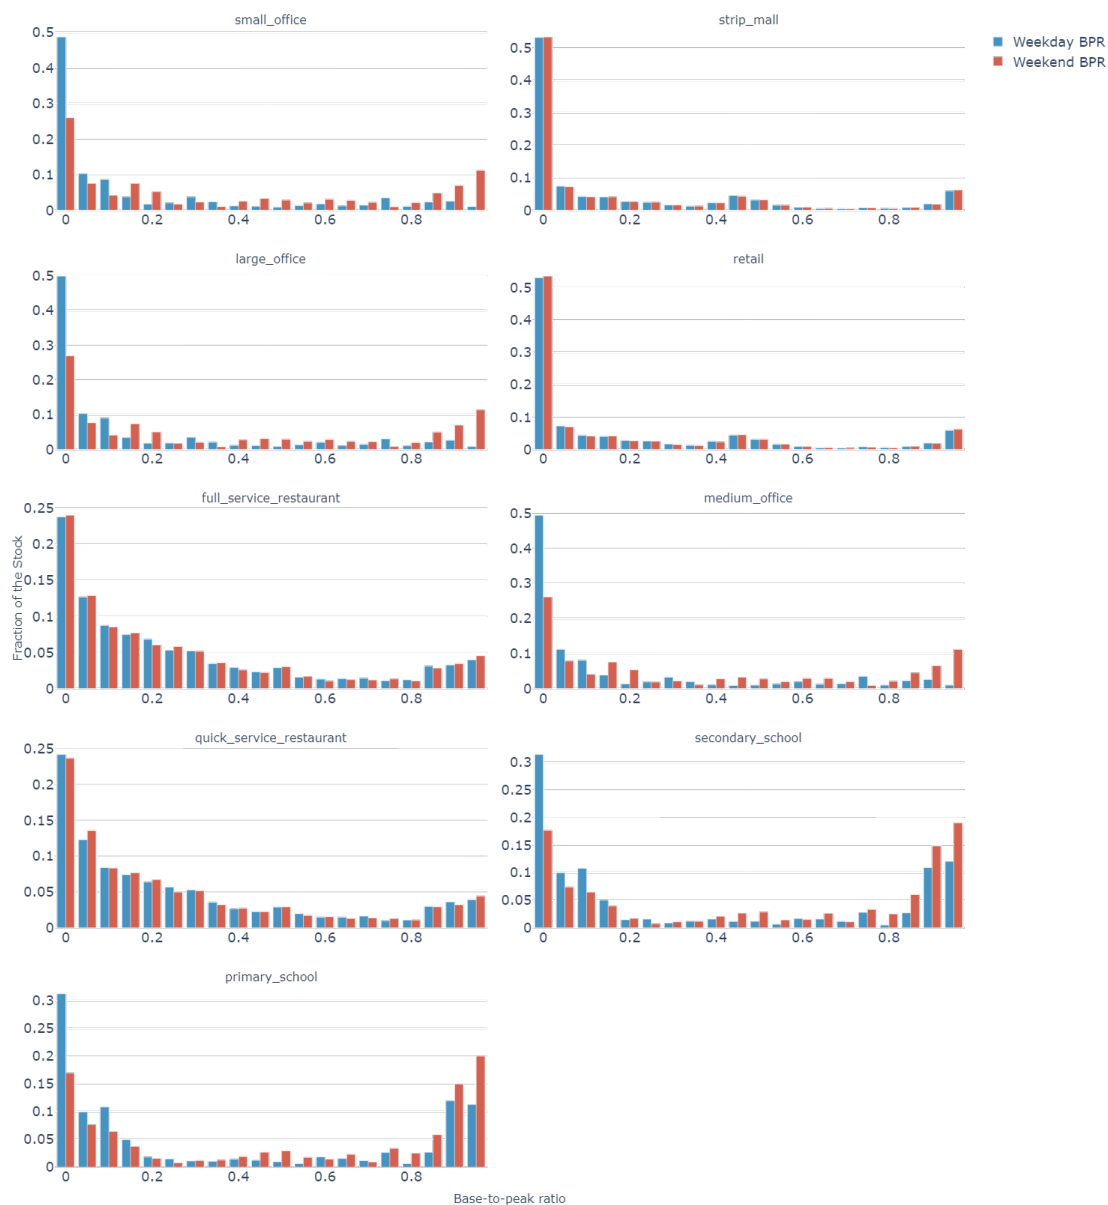 small_office
0.5
0.4
0.3
0.2
0.1
0
0 0.2 0.4 0.6 0.8
strip_mall
0.5
0.4
0.3
0.2
0.1
0
0 0.2 0.4 0.6 0.8
Weekday BPR
Weekend BPR
large_office
0.5
0.4
0.3
0.2
0.1
0
0 0.2 0.4 0.6 0.8
retail
0.5
0.4
0.3
0.2
0.1
0
0 0.2 0.4 0.6 0.8
Fraction of the Stock
full_service_restaurant
0.25
0.2
0.15
0.1
0.05
0
0 0.2 0.4 0.6 0.8
medium_office
0.5
0.4
0.3
0.2
0.1
0
0 0.2 0.4 0.6 0.8
quick_service_restaurant
0.25
0.2
0.15
0.1
0.05
0
0 0.2 0.4 0.6 0.8
secondary_school
0.3
0.25
0.2
0.15
0.1
0.05
0
0 0.2 0.4 0.6 0.8
primary_school
0.3
0.25
0.2
0.15
0.1
0.05
0
0 0.2 0.4 0.6 0.8
Base-to-peak ratio